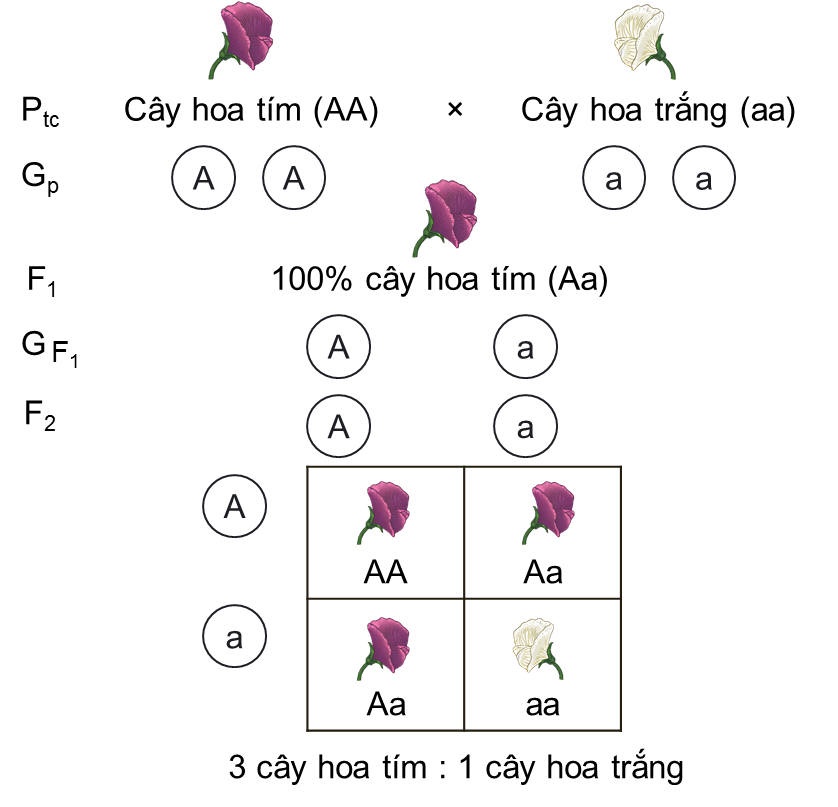 Ptc Cây hoa tím (AA) × Cây hoa trắng (aa)
Gp A A a a
F1 100% cây hoa tím (Aa)
G F1 A a
F2 A a
A
AA Aa
a
Aa aa
3 cây hoa tím : 1 cây hoa trắng